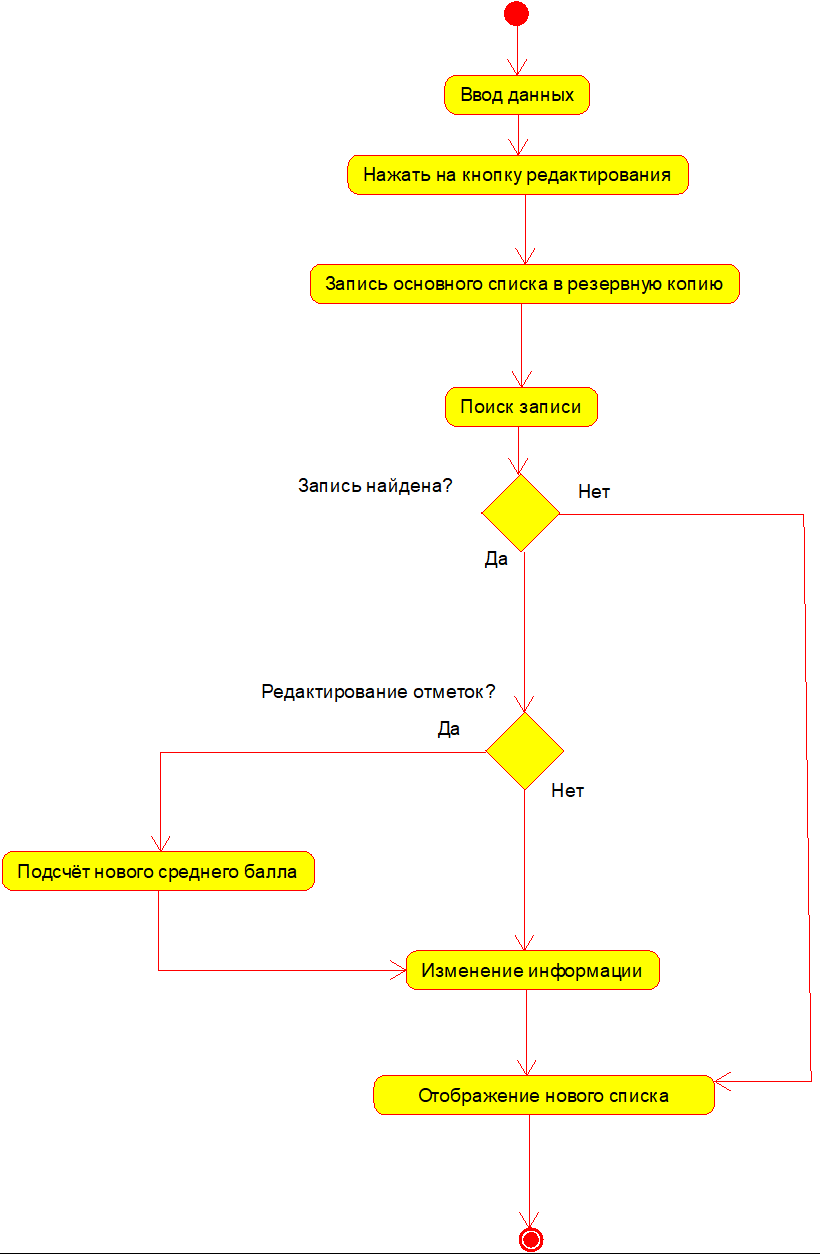 Ввод данных
Нажать на кнопку редактирования
Запись основного списка в резервную копию
Поиск записи
Запись найдена?
Нет
Да
Редактирование отметок?
Да
Нет
Подсчёт нового среднего балла
Изменение информации
Отображение нового списка